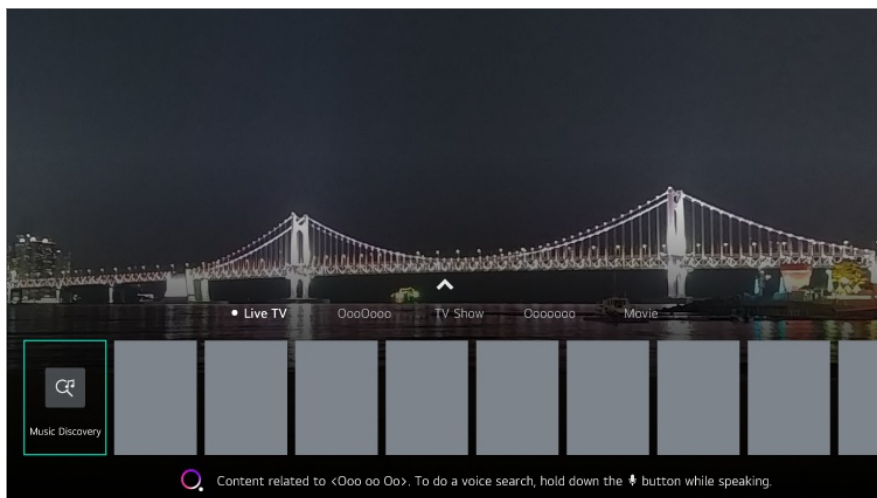 Live TV
OooOooo
TV Show
Ooooooo
Movie
Music Discovery
Content related to <Ooo oo Oo>. To do a voice search, hold down the button while speaking.